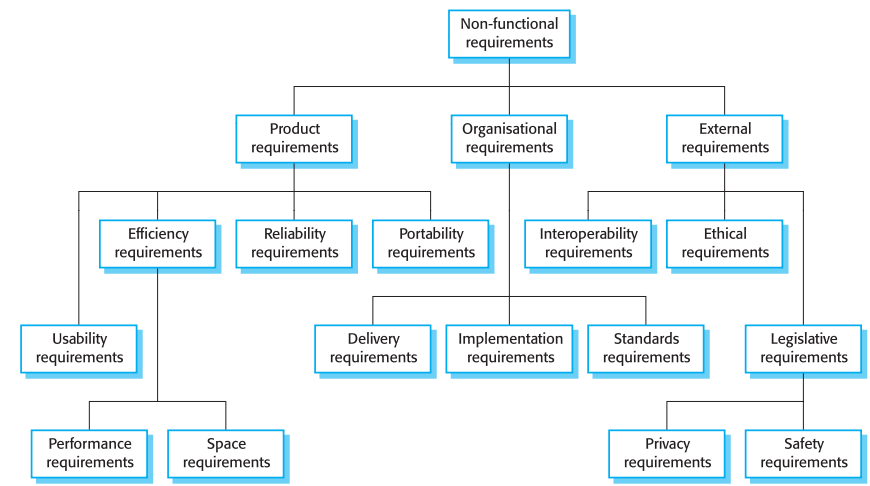 Non-functional
requirements
Product
requirements
Organisational
requirements
External
requirements
Efficiency
requirements
Reliability
requirements
Portability
requirements
Interoperability
requirements
Ethical
requirements
Usability
requirements
Delivery
requirements
Implementation
requirements
Standards
requirements
Legislative
requirements
Performance
requirements
Space
requirements
Privacy
requirements
Safety
requirements